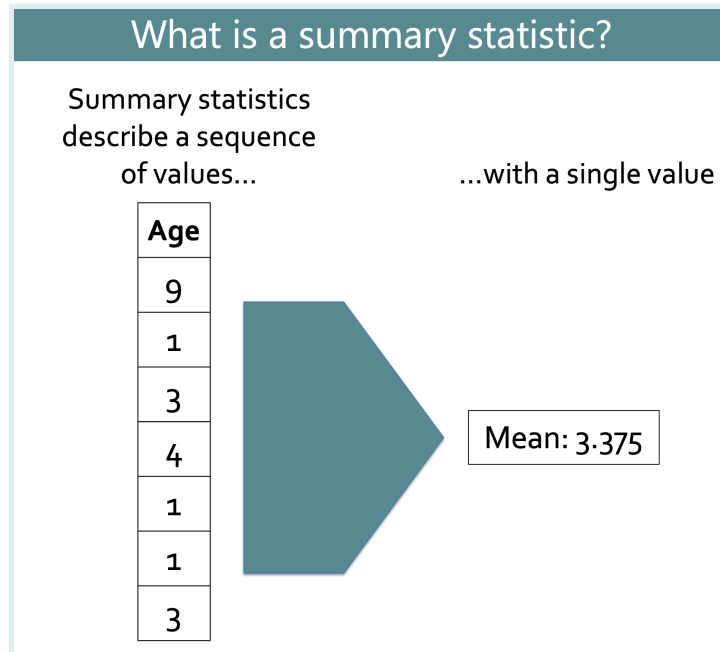 What is a summary statistic?
Summary statistics
describe a sequence
of values...
...with a single value
Age
9
1
3
4
1
1
3
Mean: 3.375